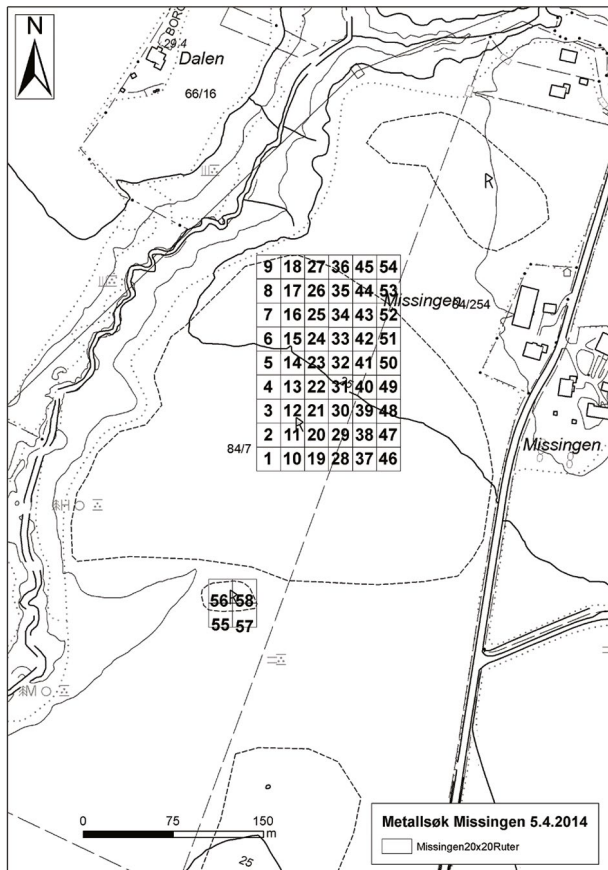 N
BORG
29.4
Dalen
66/16
R
9 18 27 36 45 54
8 17 26 35 44 53
Missingen
84/254
7 16 25 34 43 52
6 15 24 33 42 51
5 14 23 32 41 50
4 13 22 31 40 49
25
3 12 21 30 39 48
R
2 11 20 29 38 47
84/7
Missingen
1 10 19 28 37 46
R
56 58
55 57
0 75 150
m
25
Metallsøk Missingen 5.4.2014
Missingen20x20Ruter